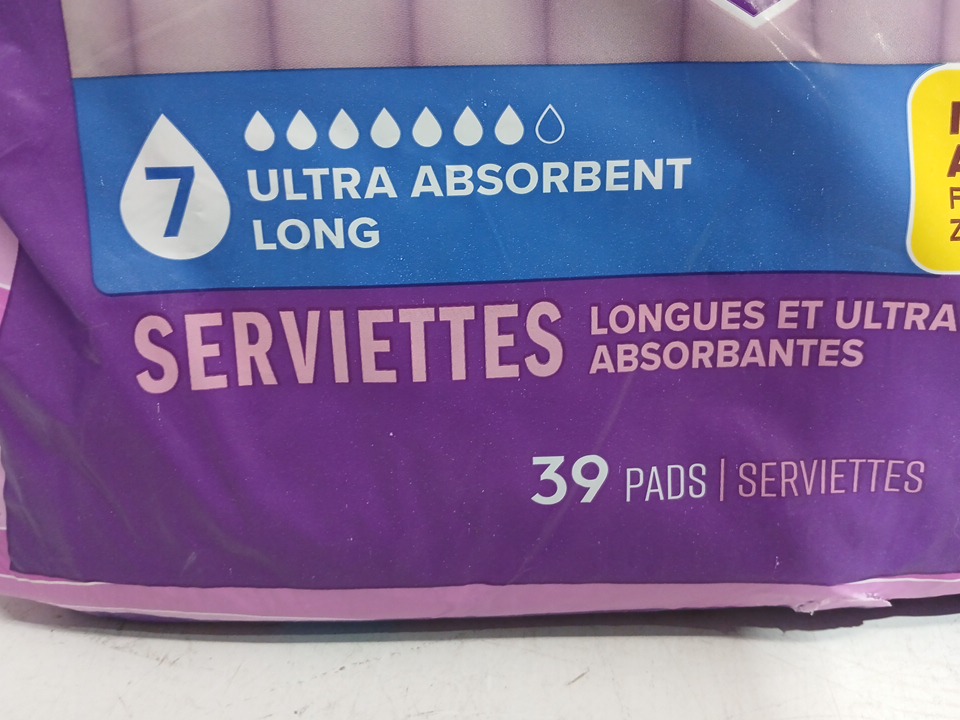 7
ULTRA ABSORBENT
LONG
SERVIETTES
LONGUES ET ULTRA
ABSORBANTES
39 PADS | SERVIETTES